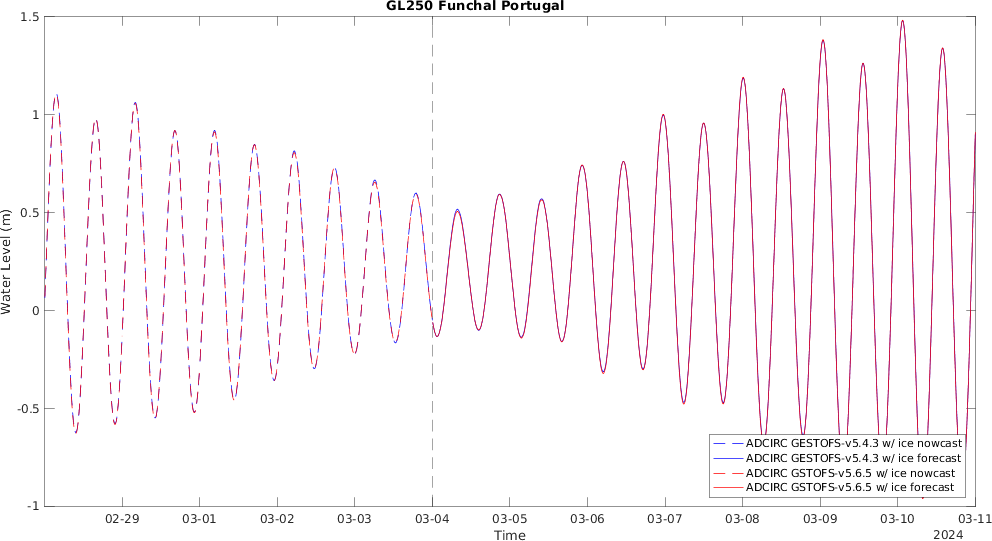 GL250 Funchal Portugal
1.5
1
0.5
0
-0.5
-1
Water Level (m)
ADCIRC GESTOFS-v5.4.3 w/ ice nowcast
ADCIRC GESTOFS-v5.4.3 w/ ice forecast
ADCIRC GSTOFS-v5.6.5 w/ ice nowcast
ADCIRC GSTOFS-v5.6.5 w/ ice forecast
02-29 03-01 03-02 03-03 03-04 03-05 03-06 03-07 03-08 03-09 03-10 03-11
Time
2024